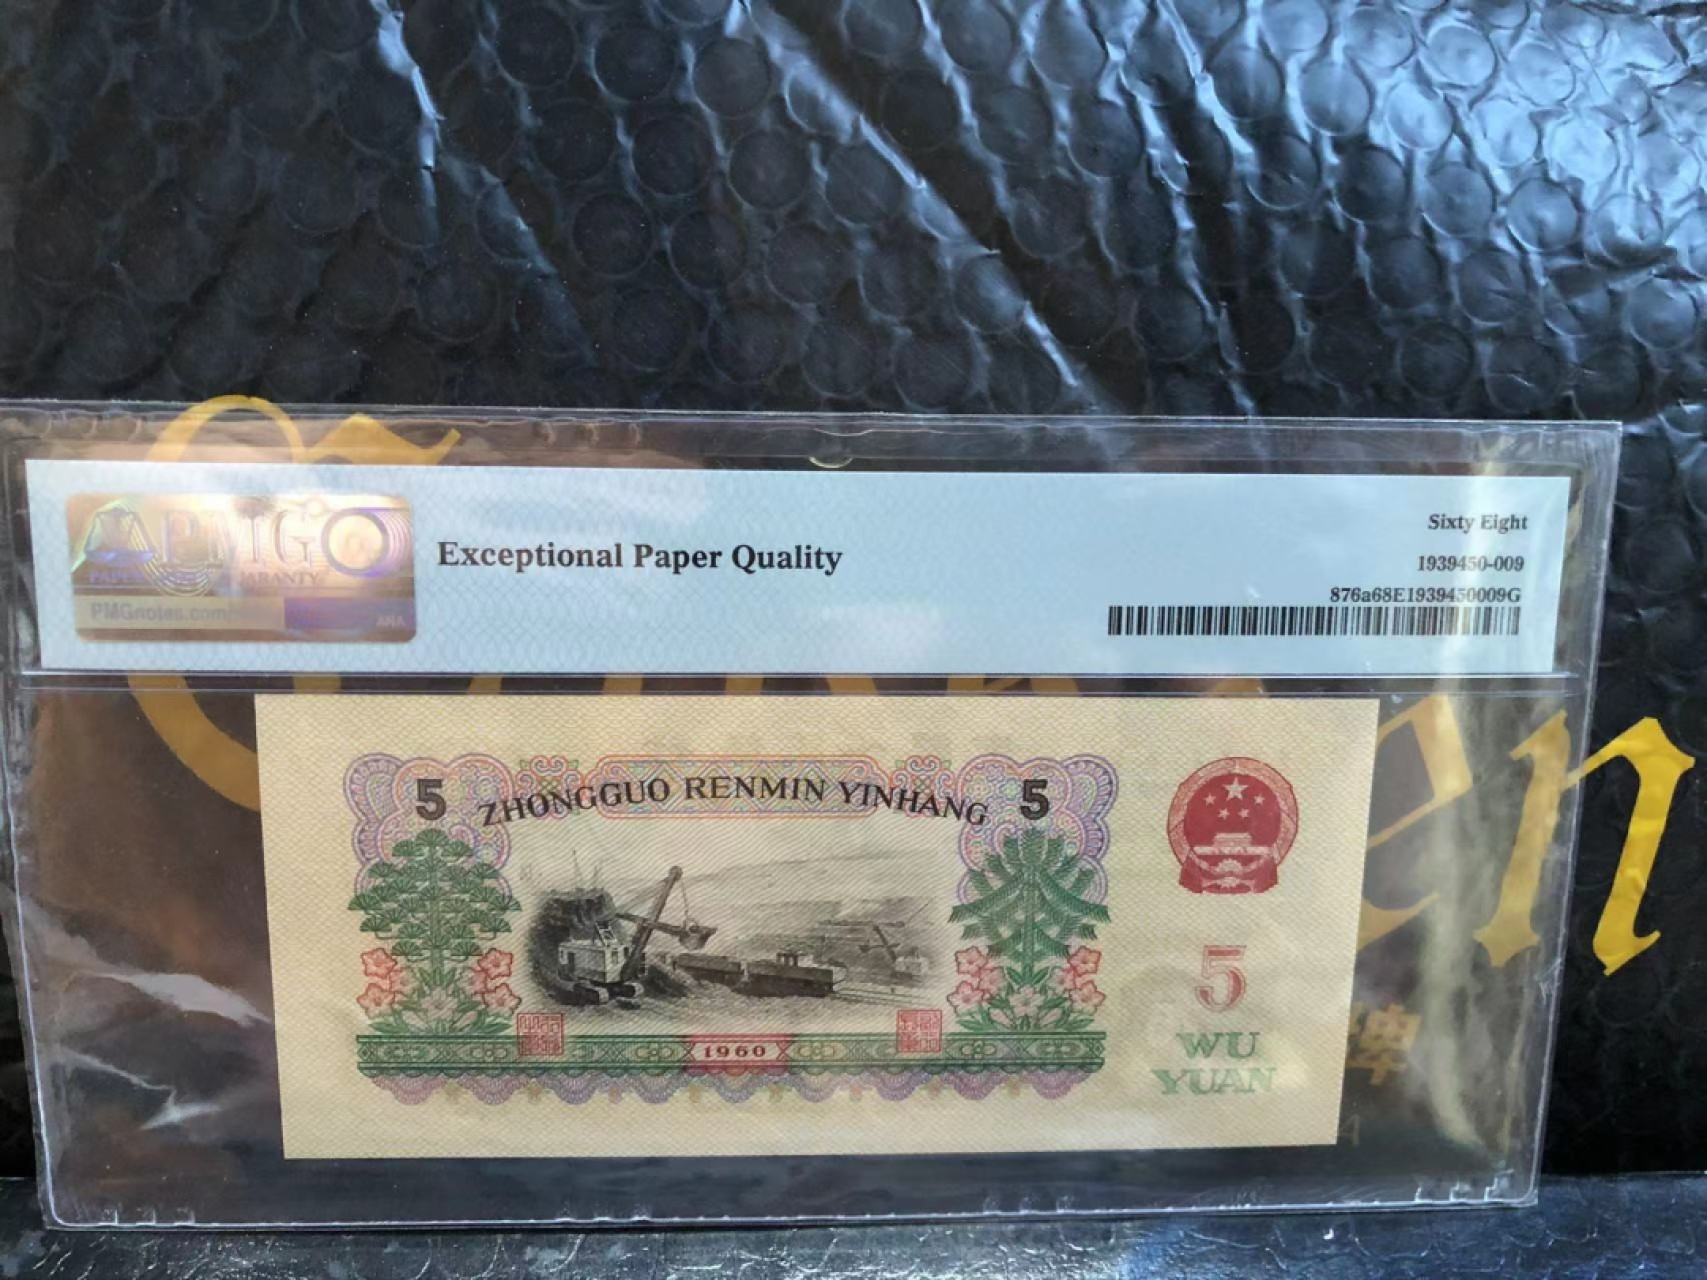 PMG
PMGnotes.com
ANA
Exceptional Paper Quality
Sixty Eight
1939450-009
876a68E1939450009G
5 ZHONGGUO RENMIN YINHANG 5
1960
5
WU
YUAN